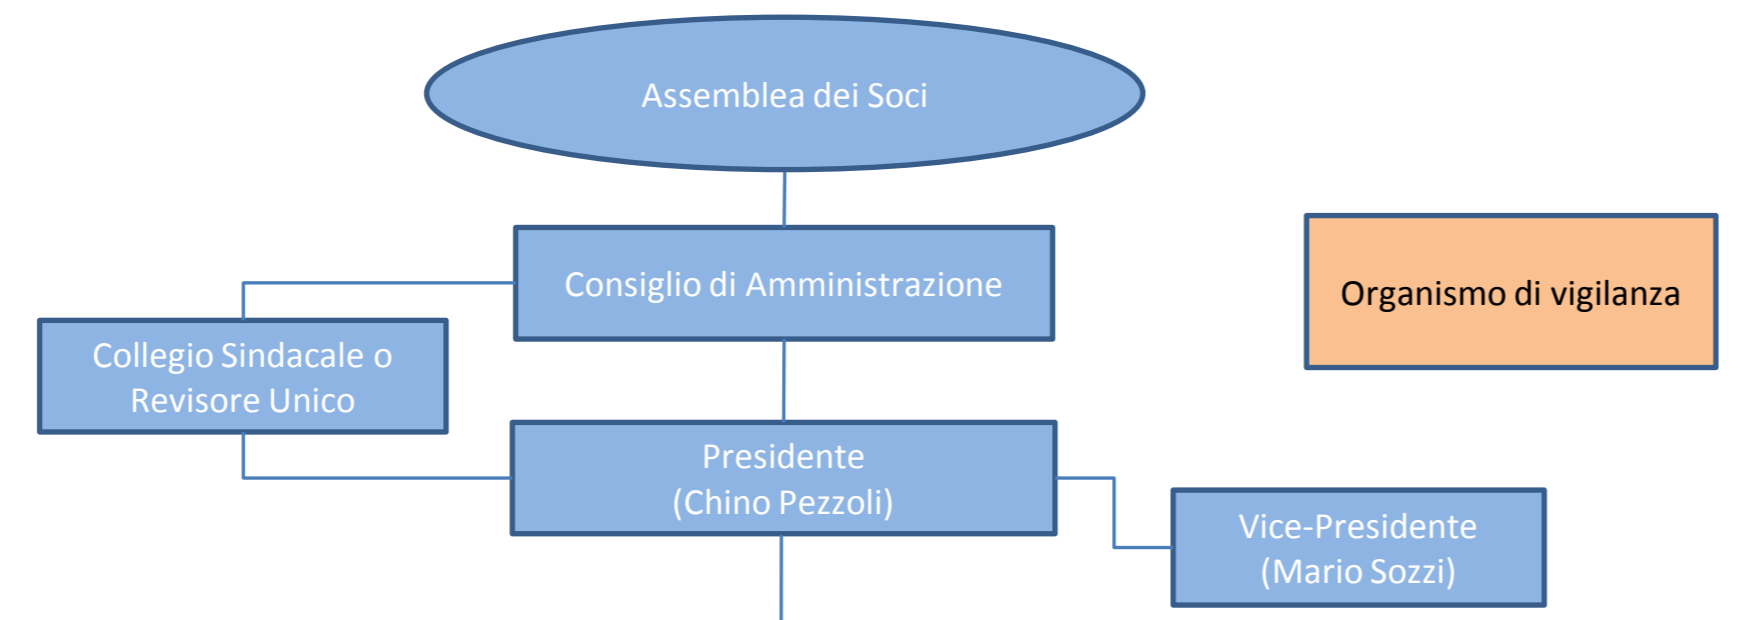 Assemblea dei Soci
Consiglio di Amministrazione
Organismo di vigilanza
Collegio Sindacale o
Revisore Unico
Presidente
(Chino Pezzoli)
Vice-Presidente
(Mario Sozzi)